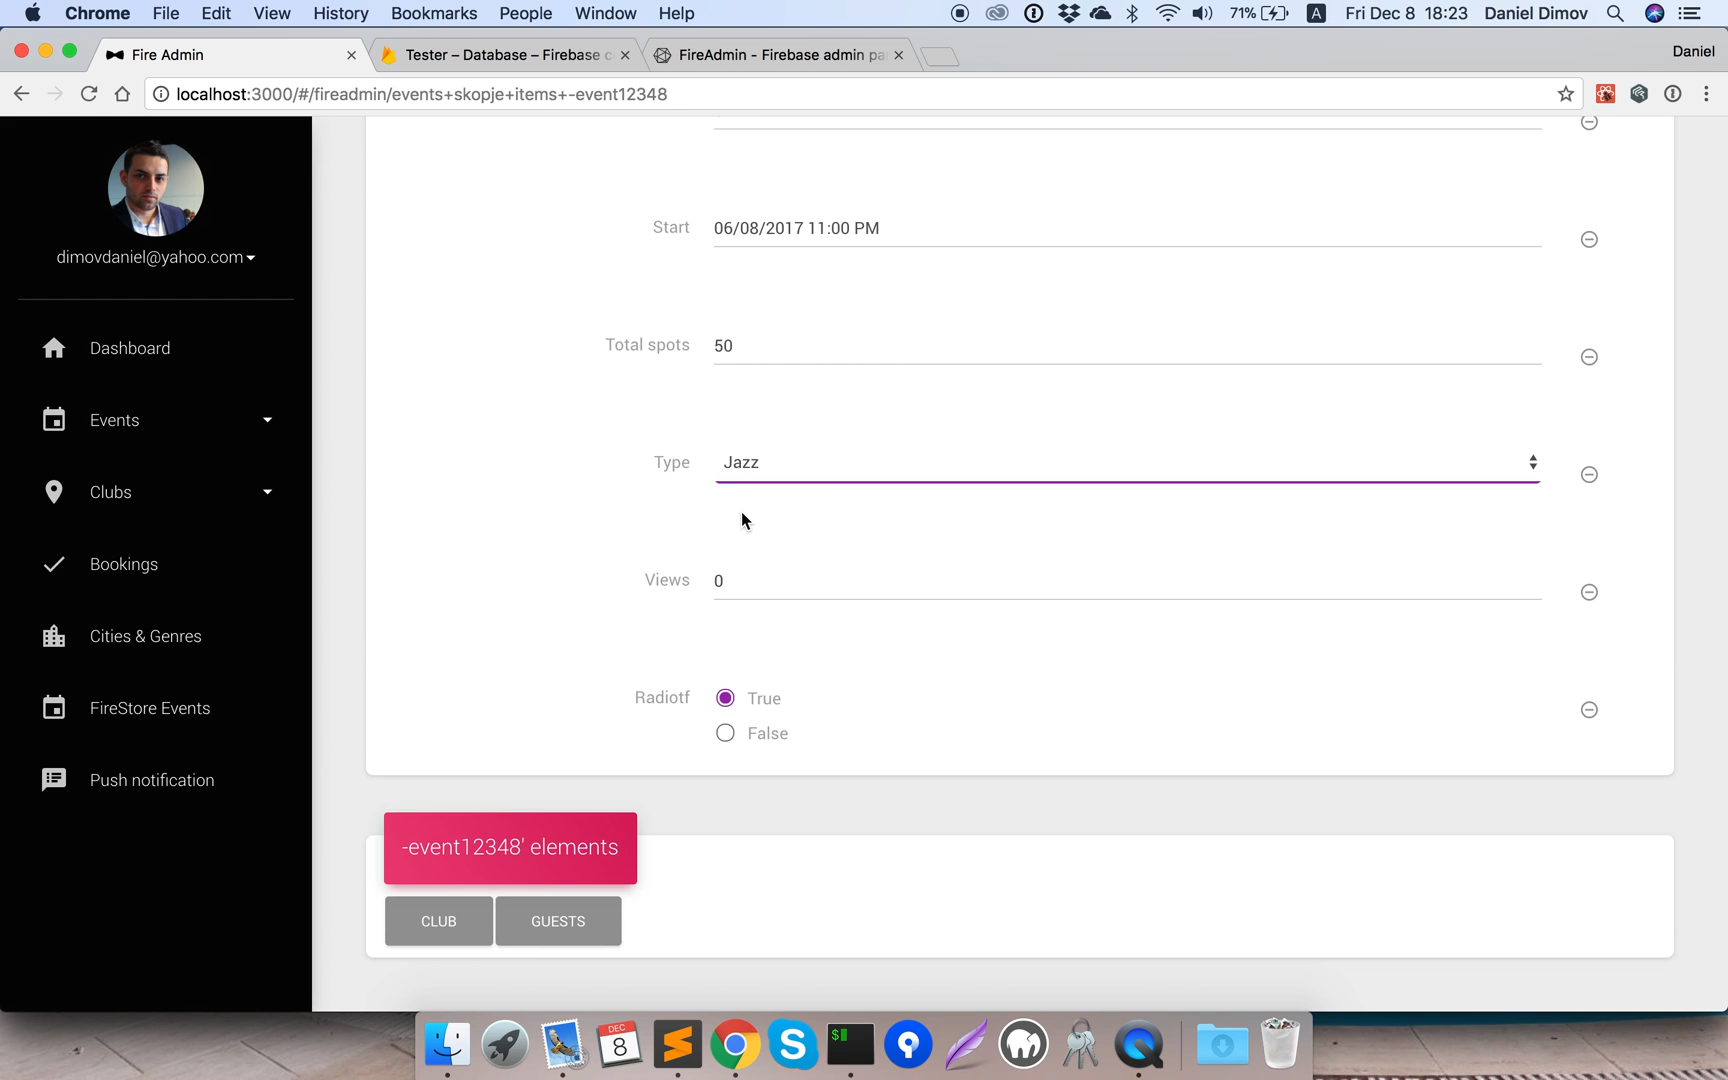 Chrome File Edit View History Bookmarks People Window Help 71% A Fri Dec 8 18:23 Daniel Dimov
Fire Admin
Tester – Database – Firebase c
FireAdmin - Firebase admin pa
Daniel
localhost:3000/#/fireadmin/events+skopje+items+-event12348
dimovdaniel@yahoo.com
Dashboard
Events
Clubs
Bookings
Cities & Genres
FireStore Events
Push notification
Start 06/08/2017 11:00 PM
Total spots 50
Type Jazz
Views 0
Radiotf True
False
-event12348' elements
CLUB GUESTS
DEC
8
$